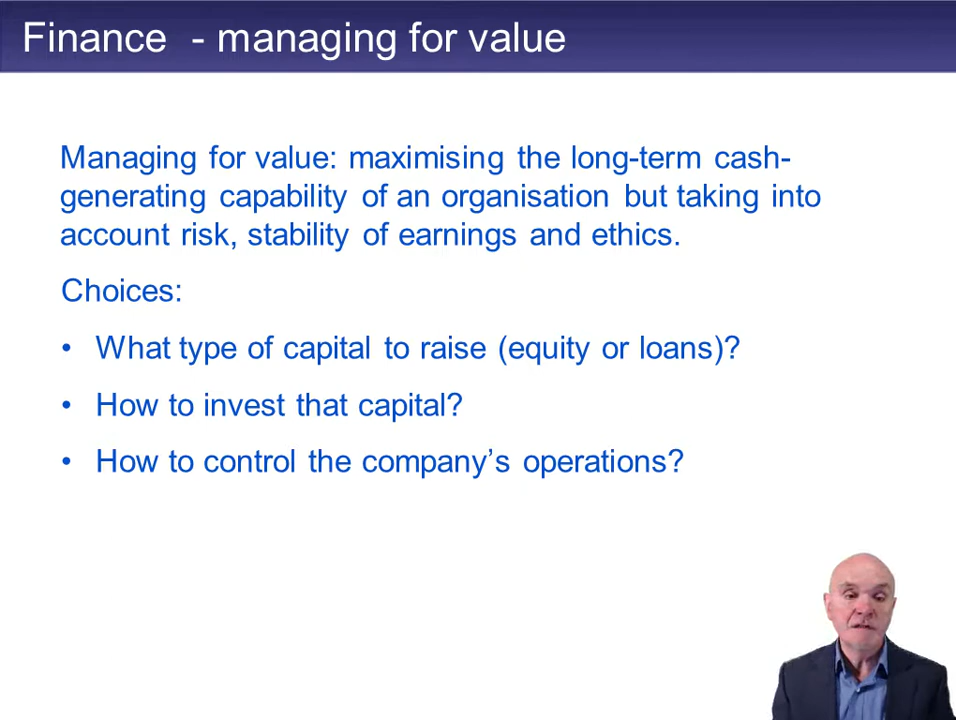 Finance - managing for value
Managing for value: maximising the long-term cash-
generating capability of an organisation but taking into
account risk, stability of earnings and ethics.
Choices:
• What type of capital to raise (equity or loans)?
• How to invest that capital?
• How to control the company’s operations?